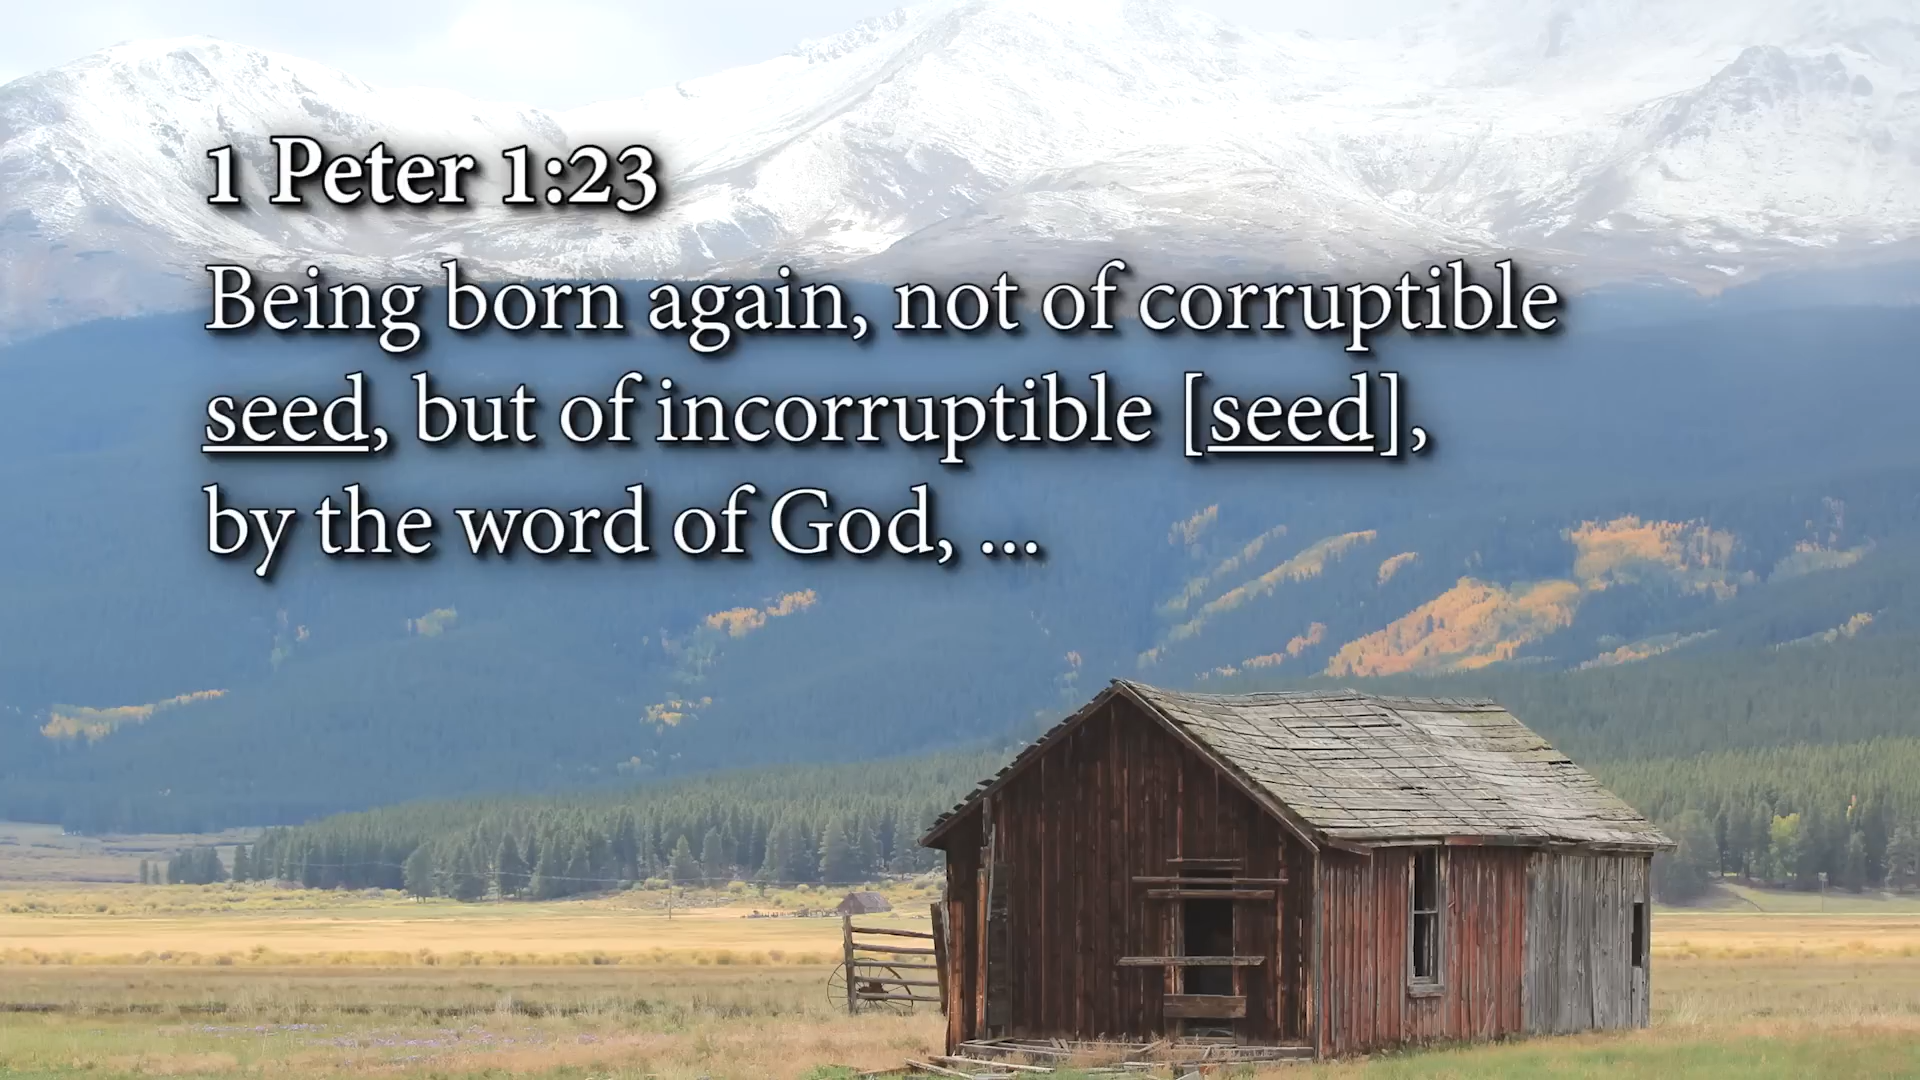 1 Peter 1:23
Being born again, not of corruptible
seed, but of incorruptible [seed],
by the word of God, ...